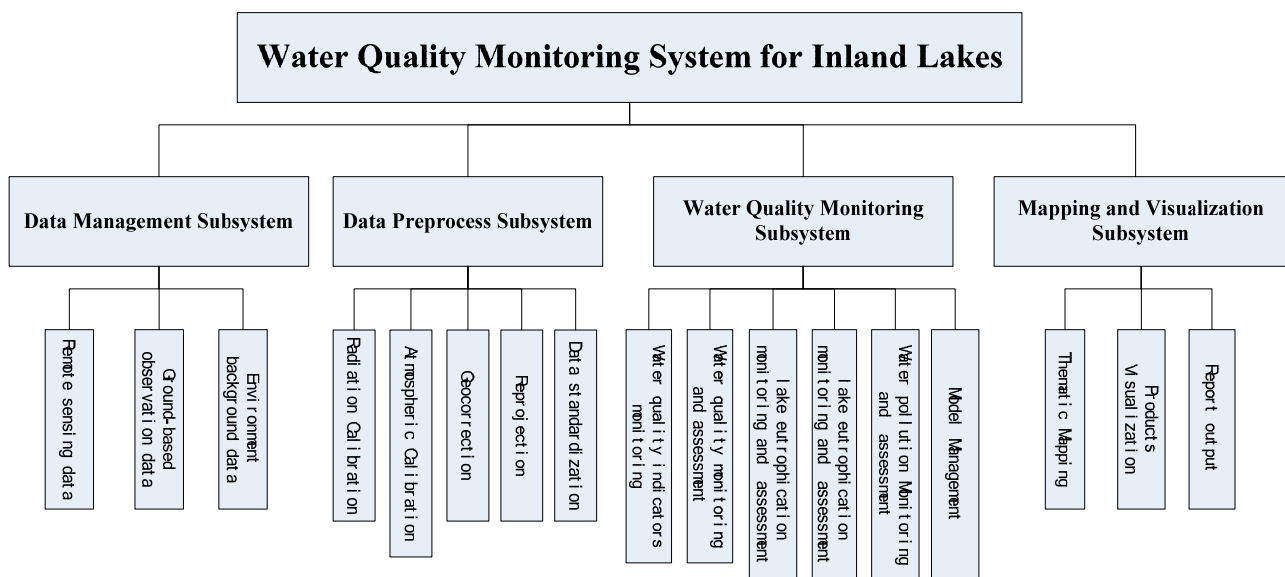 Water Quality Monitoring System for Inland Lakes
Data Management Subsystem
Data Preprocess Subsystem
Water Quality Monitoring
Subsystem
Mapping and Visualization
Subsystem
Remote sensing data
Ground-based
observation data
Environment
background data
Radiation Calibration
Atmospheric Calibration
Geocorrection
Reprojection
Data standardization
Water quality indicators
monitoring
Water quality monitoring
and assessment
lake eutrophication
monitoring and assessment
lake eutrophication
monitoring and assessment
Water pollution Monitoring
and assessment
Model Management
Thematic Mapping
Products
Visualization
Report output